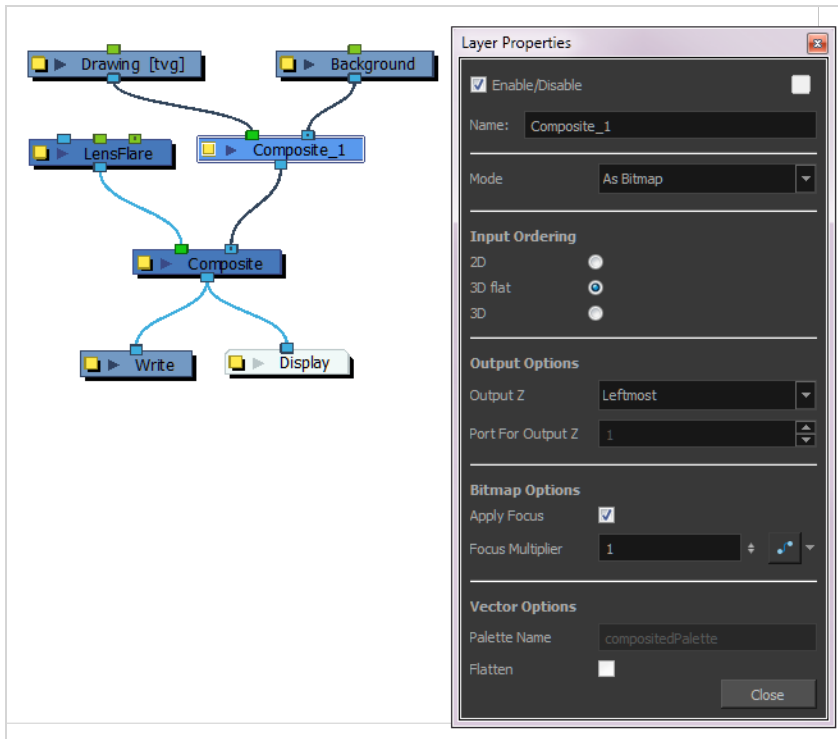 Drawing [tvg]
Background
LensFlare
Composite_1
Composite
Write
Display
Layer Properties
Enable/Disable
Name: Composite_1
Mode As Bitmap
Input Ordering
2D
3D flat
3D
Output Options
Output Z Leftmost
Port For Output Z 1
Bitmap Options
Apply Focus
Focus Multiplier 1
Vector Options
Palette Name compositedPalette
Flatten
Close